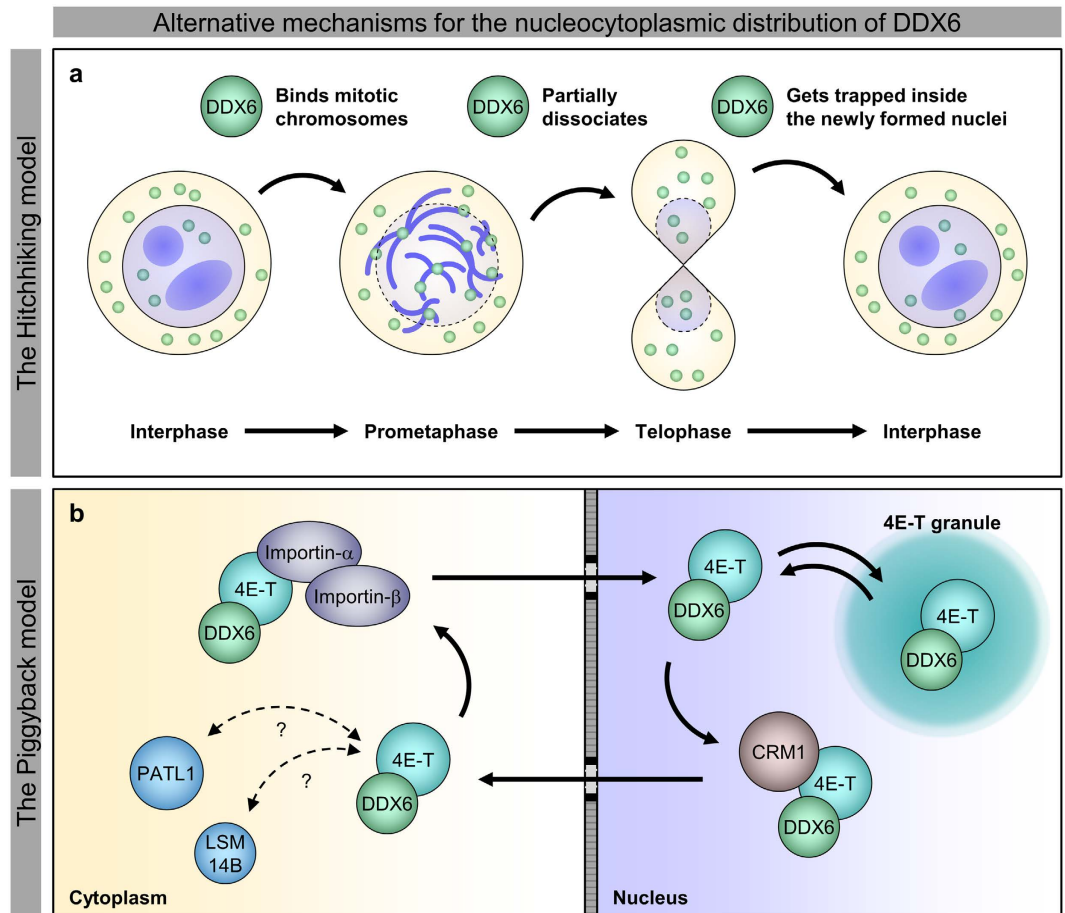 Alternative mechanisms for the nucleocytoplasmic distribution of DDX6
The Hitchhiking model
a
DDX6
Binds mitotic
chromosomes
DDX6
Partially
dissociates
DDX6
Gets trapped inside
the newly formed nuclei
Interphase
Prometaphase
Telophase
Interphase
The Piggyback model
b
Importin-α
4E-T
Importin-β
DDX6
?
?
PATL1
4E-T
DDX6
LSM
14B
Cytoplasm
4E-T
DDX6
4E-T granule
4E-T
DDX6
CRM1
4E-T
DDX6
Nucleus